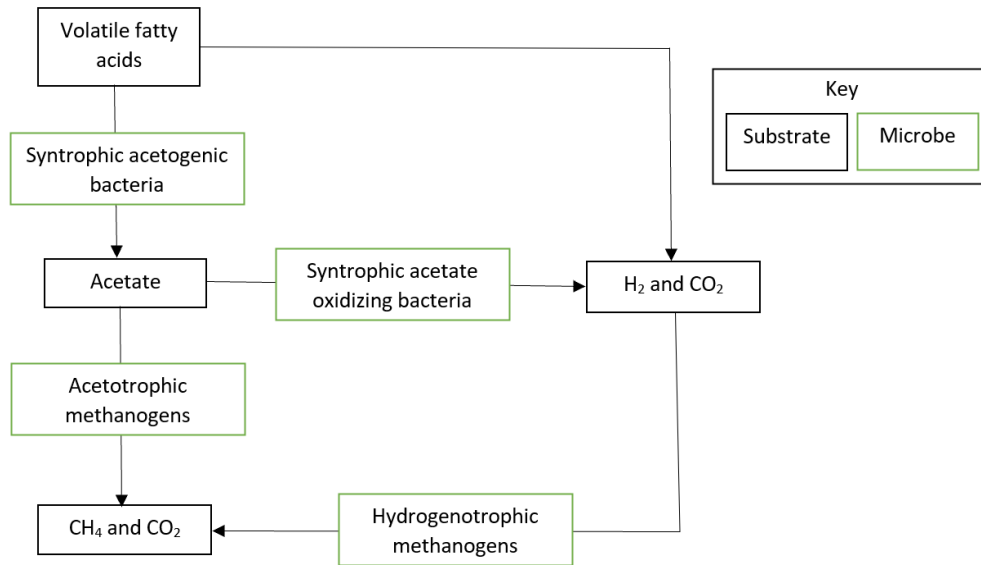 Volatile fatty
acids
Key
Substrate
Microbe
Syntrophic acetogenic
bacteria
Acetate
Syntrophic acetate
oxidizing bacteria
H₂ and CO₂
Acetotrophic
methanogens
CH₄ and CO₂
Hydrogenotrophic
methanogens